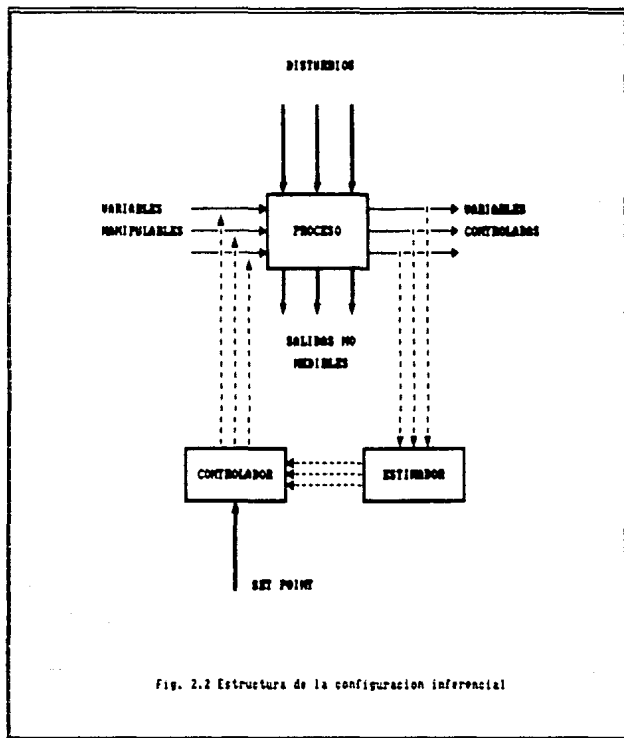 DISTURBIOS
VARIABLES
MANIPULABLES
PROCESO
VARIABLES
CONTROLADAS
SALIDAS NO
MEDIBLES
CONTROLADOR
ESTIMADOR
SET POINT
Fig. 2.2 Estructura de la configuracion inferencial